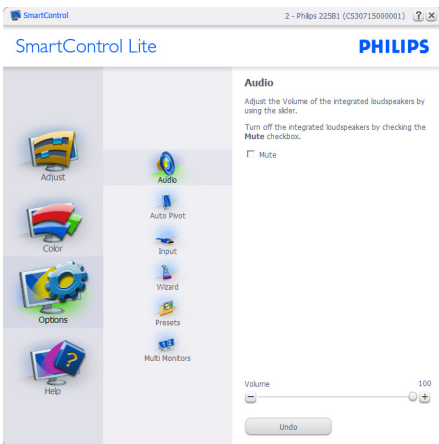 SmartControl
2 - Philips 225B1 (CS30715000001)
SmartControl Lite
PHILIPS
Adjust
Color
Options
Help
Audio
Auto Pivot
Input
Wizard
Presets
Multi Monitors
Audio
Adjust the Volume of the integrated loudspeakers by
using the slider.
Turn off the integrated loudspeakers by checking the
Mute checkbox.
Mute
Volume 100
Undo